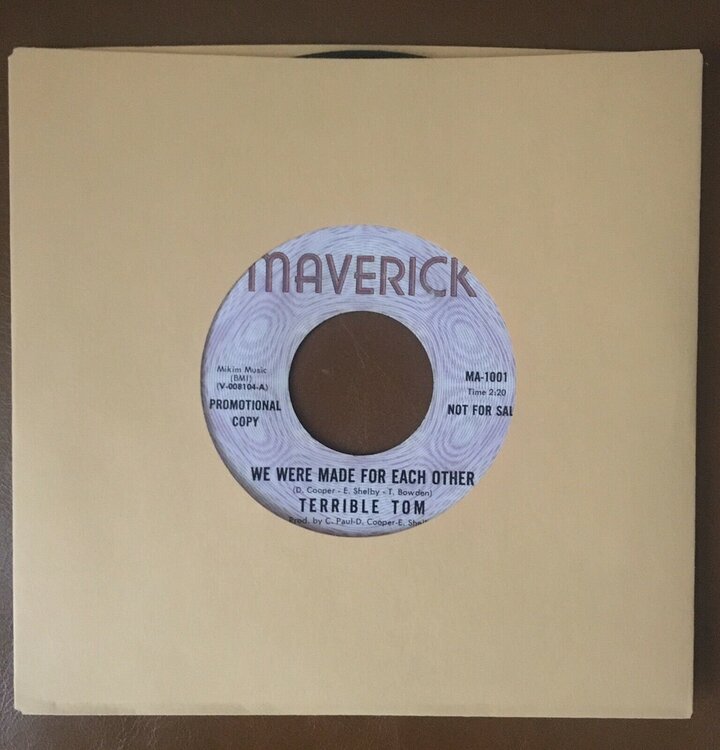 MAVERICK
Mikim Music
(BMI)
(V-008104-A)
PROMOTIONAL
COPY
MA-1001
Time 2:20
NOT FOR SAL
WE WERE MADE FOR EACH OTHER
(D. Cooper - E. Shelby - T. Bowden)
TERRIBLE TOM
Prod. by C. Paul-D. Cooper-E. Shel